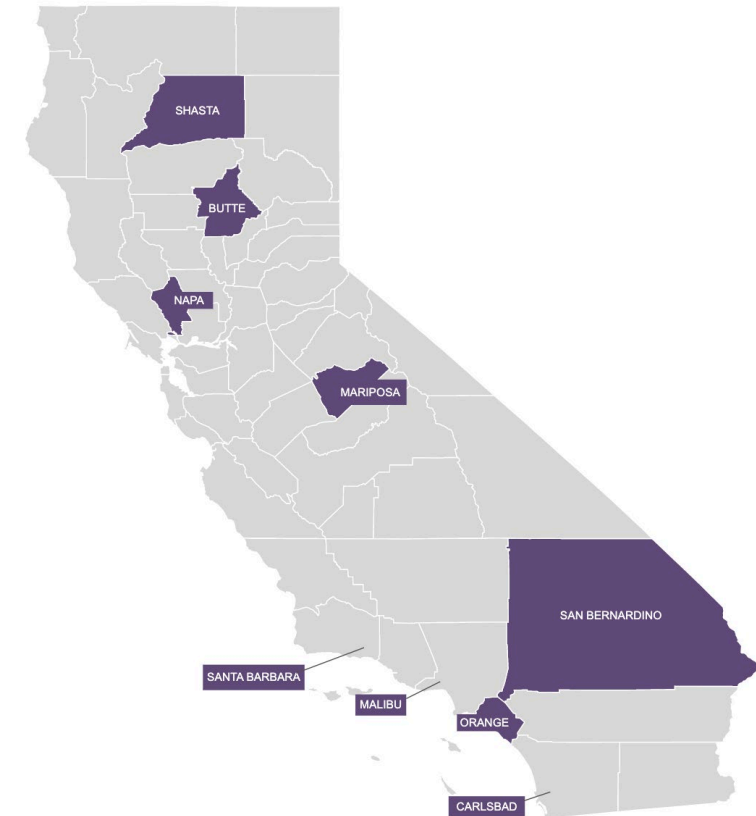 SHASTA
BUTTE
NAPA
MARIPOSA
SAN BERNARDINO
SANTA BARBARA
MALIBU
ORANGE
CARLSBAD